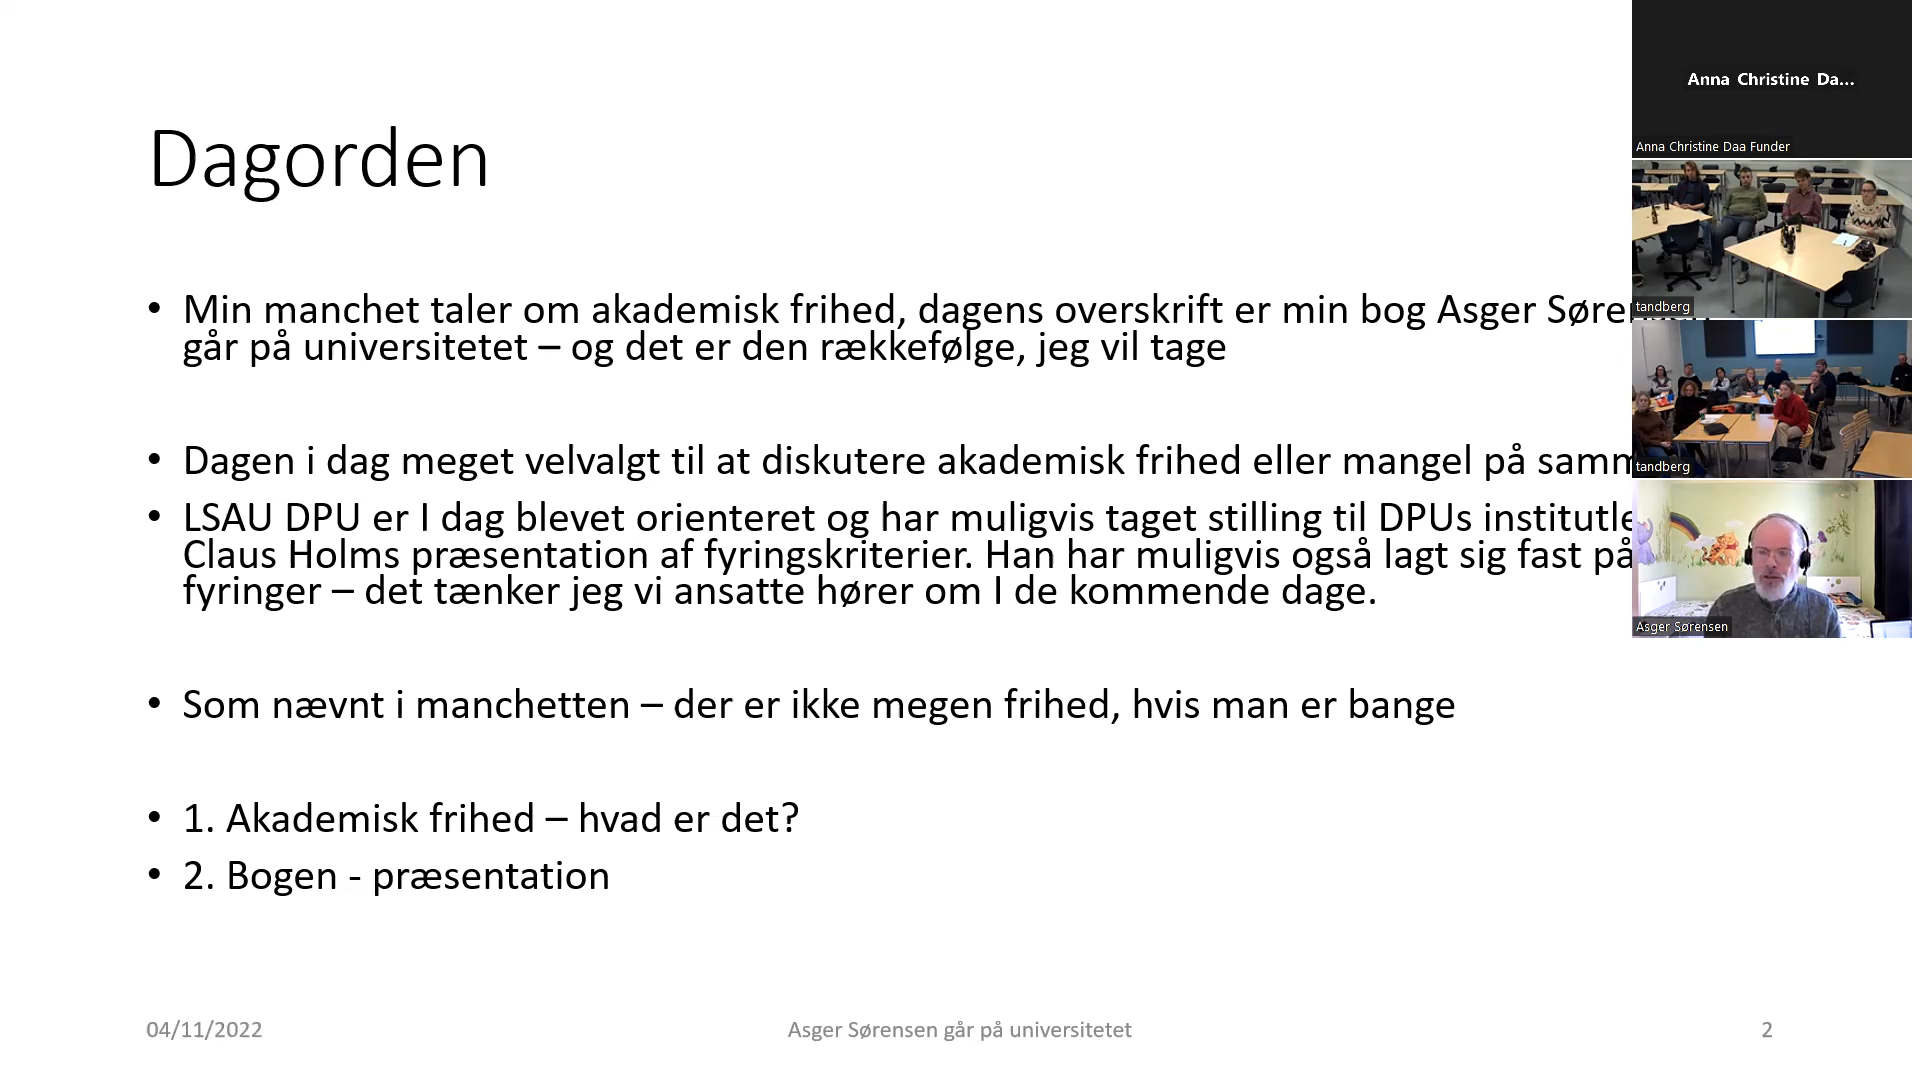 Dagorden
Min manchet taler om akademisk frihed, dagens overskrift er min bog Asger
går på universitetet – og det er den rækkefølge, jeg vil tage
Dagen i dag meget velvalgt til at diskutere akademisk frihed eller mangel på
LSAU DPU er I dag blevet orienteret og har muligvis taget stilling til DPUs
Claus Holms præsentation af fyringskriterier. Han har muligvis også lagt sig fast på
fyringer – det tænker jeg vi ansatte hører om I de kommende dage.
Som nævnt i manchetten – der er ikke megen frihed, hvis man er bange
1. Akademisk frihed – hvad er det?
2. Bogen - præsentation
04/11/2022
Asger Sørensen går på universitetet
2
Anna Christine Da...
Anna Christine Daa Funder
tandberg
tandberg
Asger Sørensen